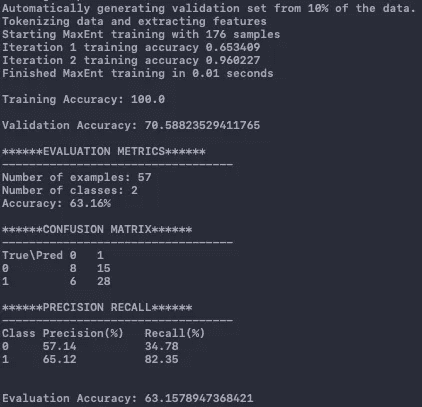 Automatically generating validation set from 10% of the data.
Tokenizing data and extracting features
Starting MaxEnt training with 176 samples
Iteration 1 training accuracy 0.653409
Iteration 2 training accuracy 0.960227
Finished MaxEnt training in 0.01 seconds
Training Accuracy: 100.0
Validation Accuracy: 70.58823529411765
******EVALUATION METRICS******
----------------------------------
Number of examples: 57
Number of classes: 2
Accuracy: 63.16%
******CONFUSION MATRIX******
----------------------------------
True\Pred 0   1
0         8   15
1         6   28
******PRECISION RECALL******
----------------------------------
Class Precision(%)   Recall(%)
0     57.14          34.78
1     65.12          82.35
Evaluation Accuracy: 63.1578947368421